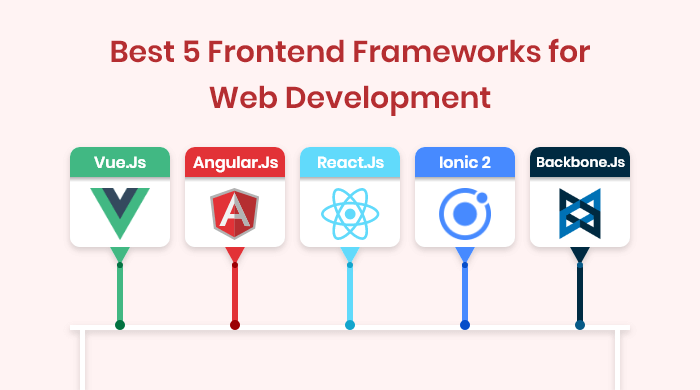 Best 5 Frontend Frameworks for
Web Development
Vue.Js
Angular.Js
React.Js
Ionic 2
Backbone.Js
A